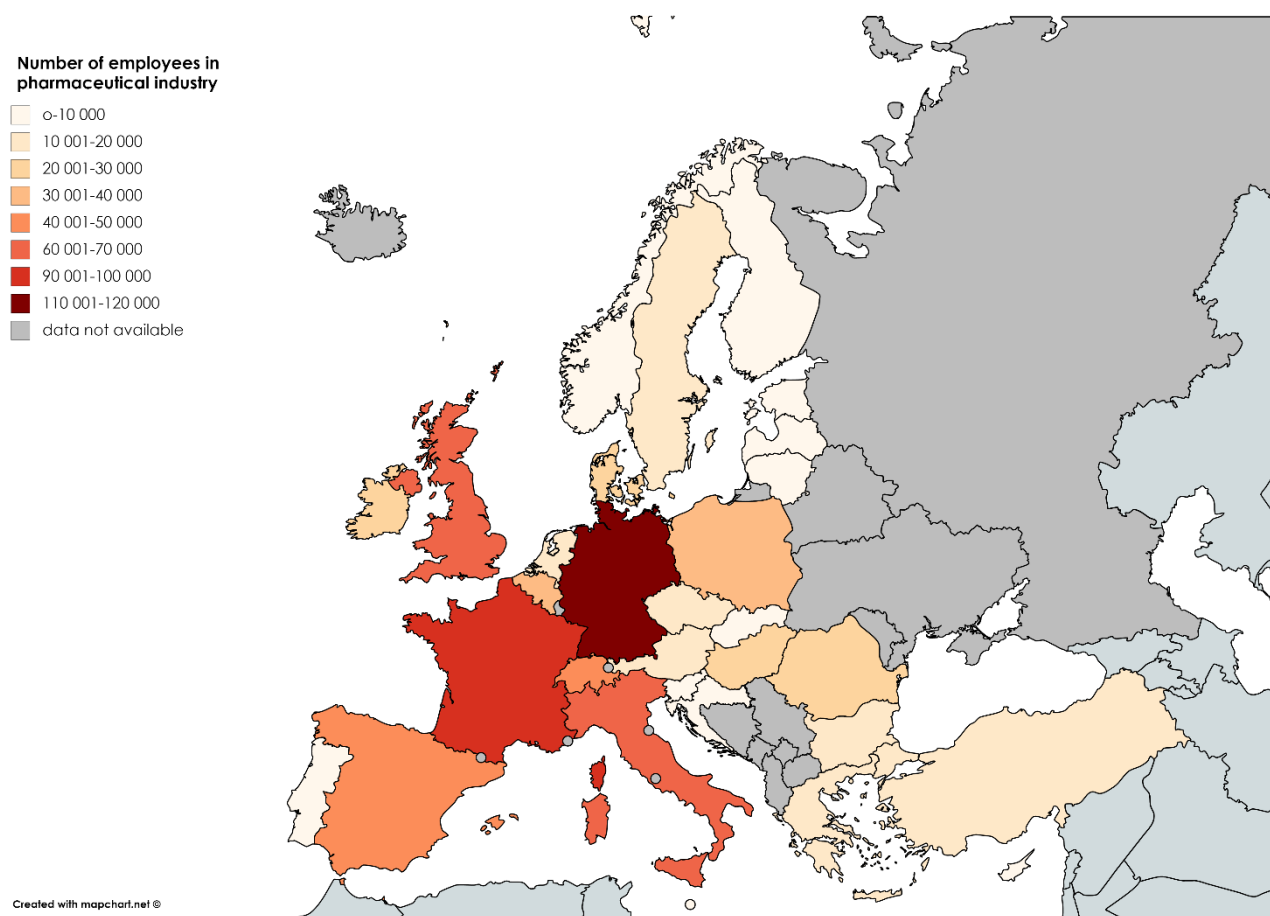 Number of employees in
pharmaceutical industry
o-10 000
10 001-20 000
20 001-30 000
30 001-40 000
40 001-50 000
60 001-70 000
90 001-100 000
110 001-120 000
data not available
Created with mapchart.net ©